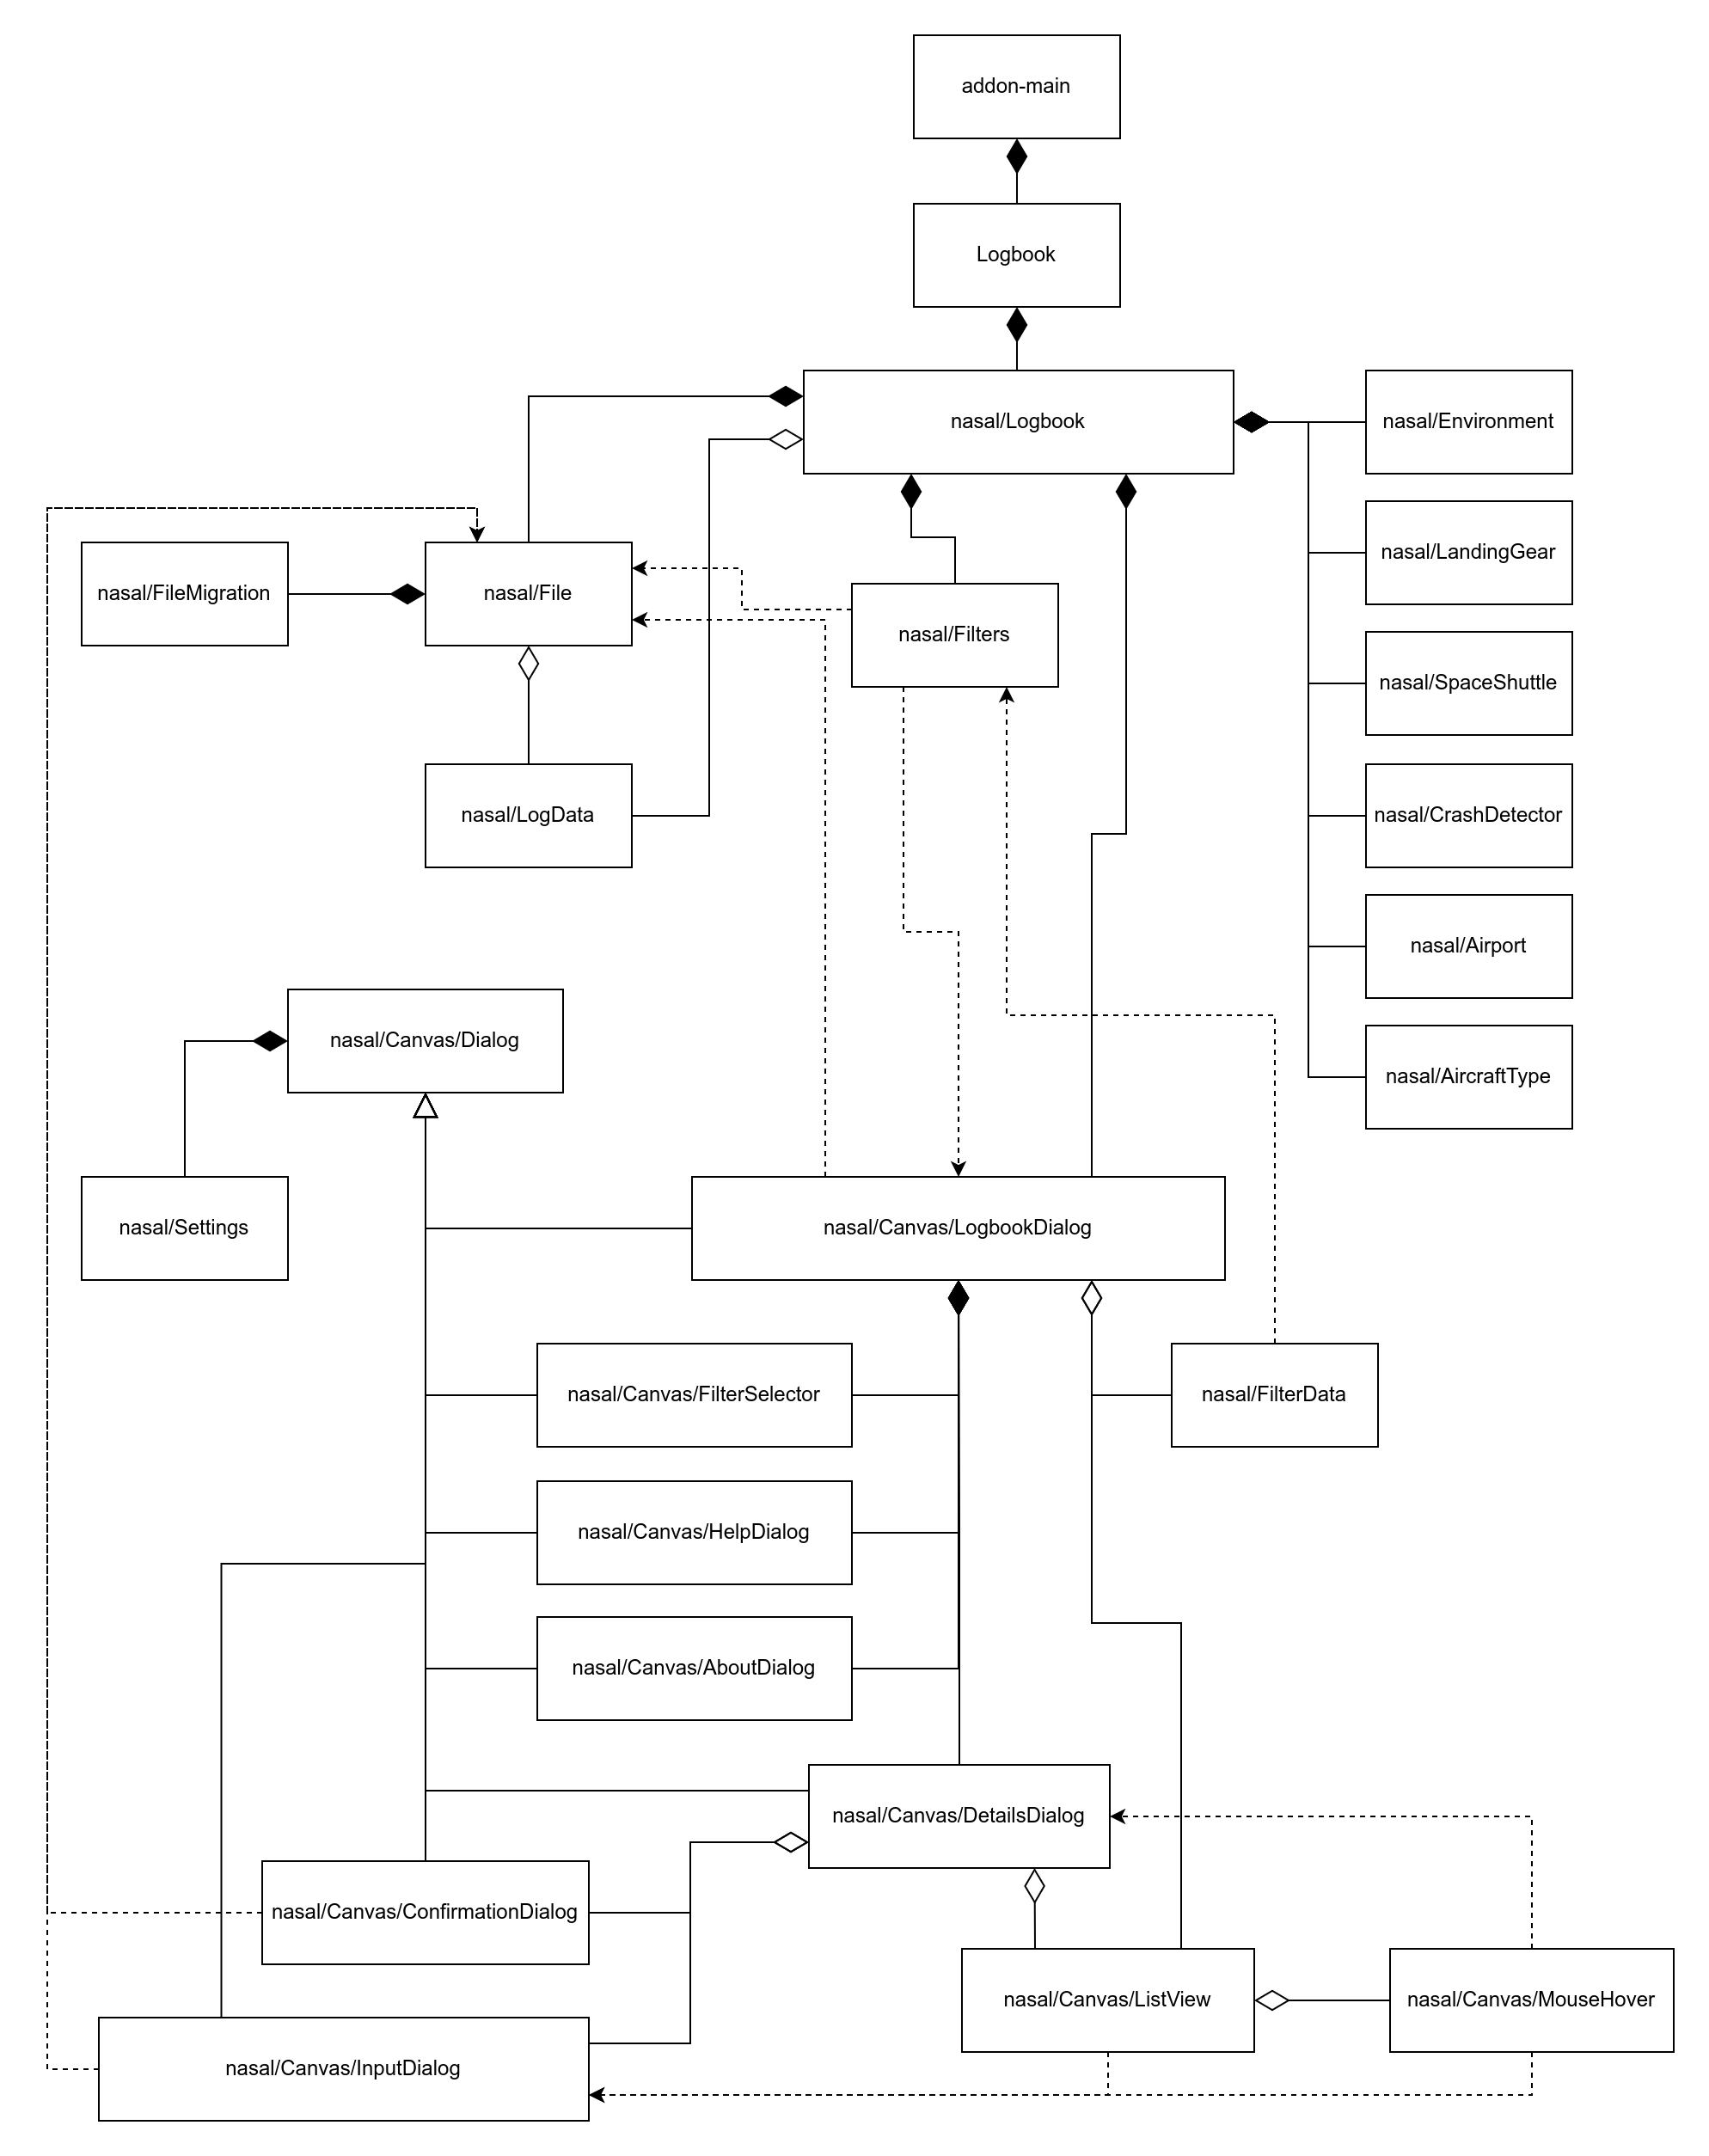 addon-main
Logbook
nasal/Logbook
nasal/Environment
nasal/LandingGear
nasal/FileMigration
nasal/File
nasal/Filters
nasal/SpaceShuttle
nasal/LogData
nasal/CrashDetector
nasal/Airport
nasal/Canvas/Dialog
nasal/AircraftType
nasal/Settings
nasal/Canvas/LogbookDialog
nasal/Canvas/FilterSelector
nasal/FilterData
nasal/Canvas/HelpDialog
nasal/Canvas/AboutDialog
nasal/Canvas/DetailsDialog
nasal/Canvas/ConfirmationDialog
nasal/Canvas/ListView
nasal/Canvas/MouseHover
nasal/Canvas/InputDialog